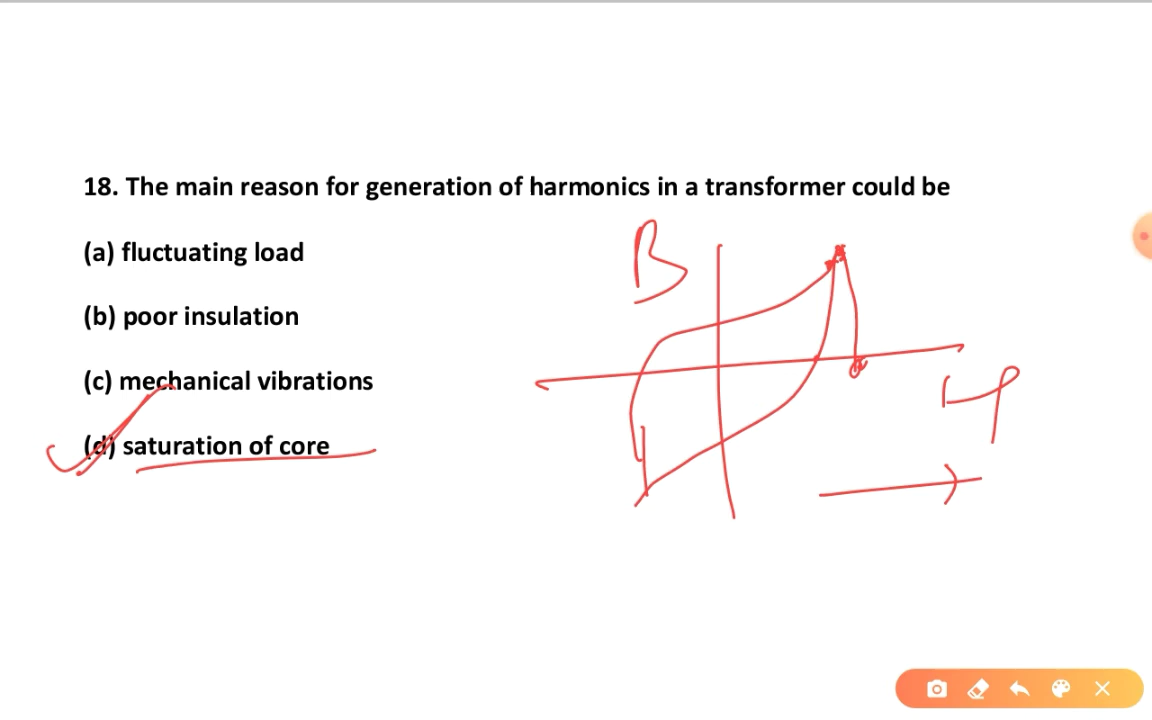 18. The main reason for generation of harmonics in a transformer could be
(a) fluctuating load
B
(b) poor insulation
(c) mechanical vibrations
H
(d) saturation of core